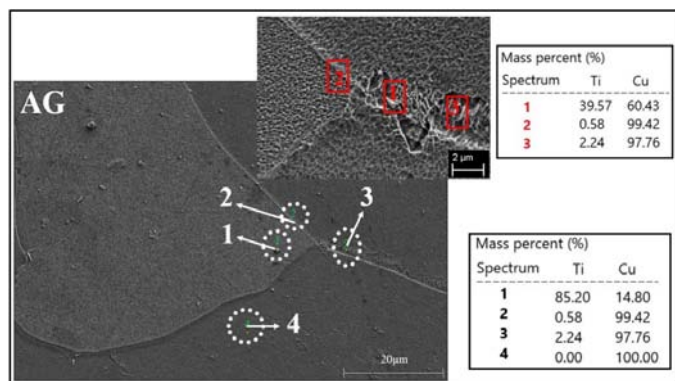 AG
2 μm
2
3
1
4
20μm
Mass percent (%)
Spectrum Ti Cu
1 39.57 60.43
2 0.58 99.42
3 2.24 97.76
Mass percent (%)
Spectrum Ti Cu
1 85.20 14.80
2 0.58 99.42
3 2.24 97.76
4 0.00 100.00